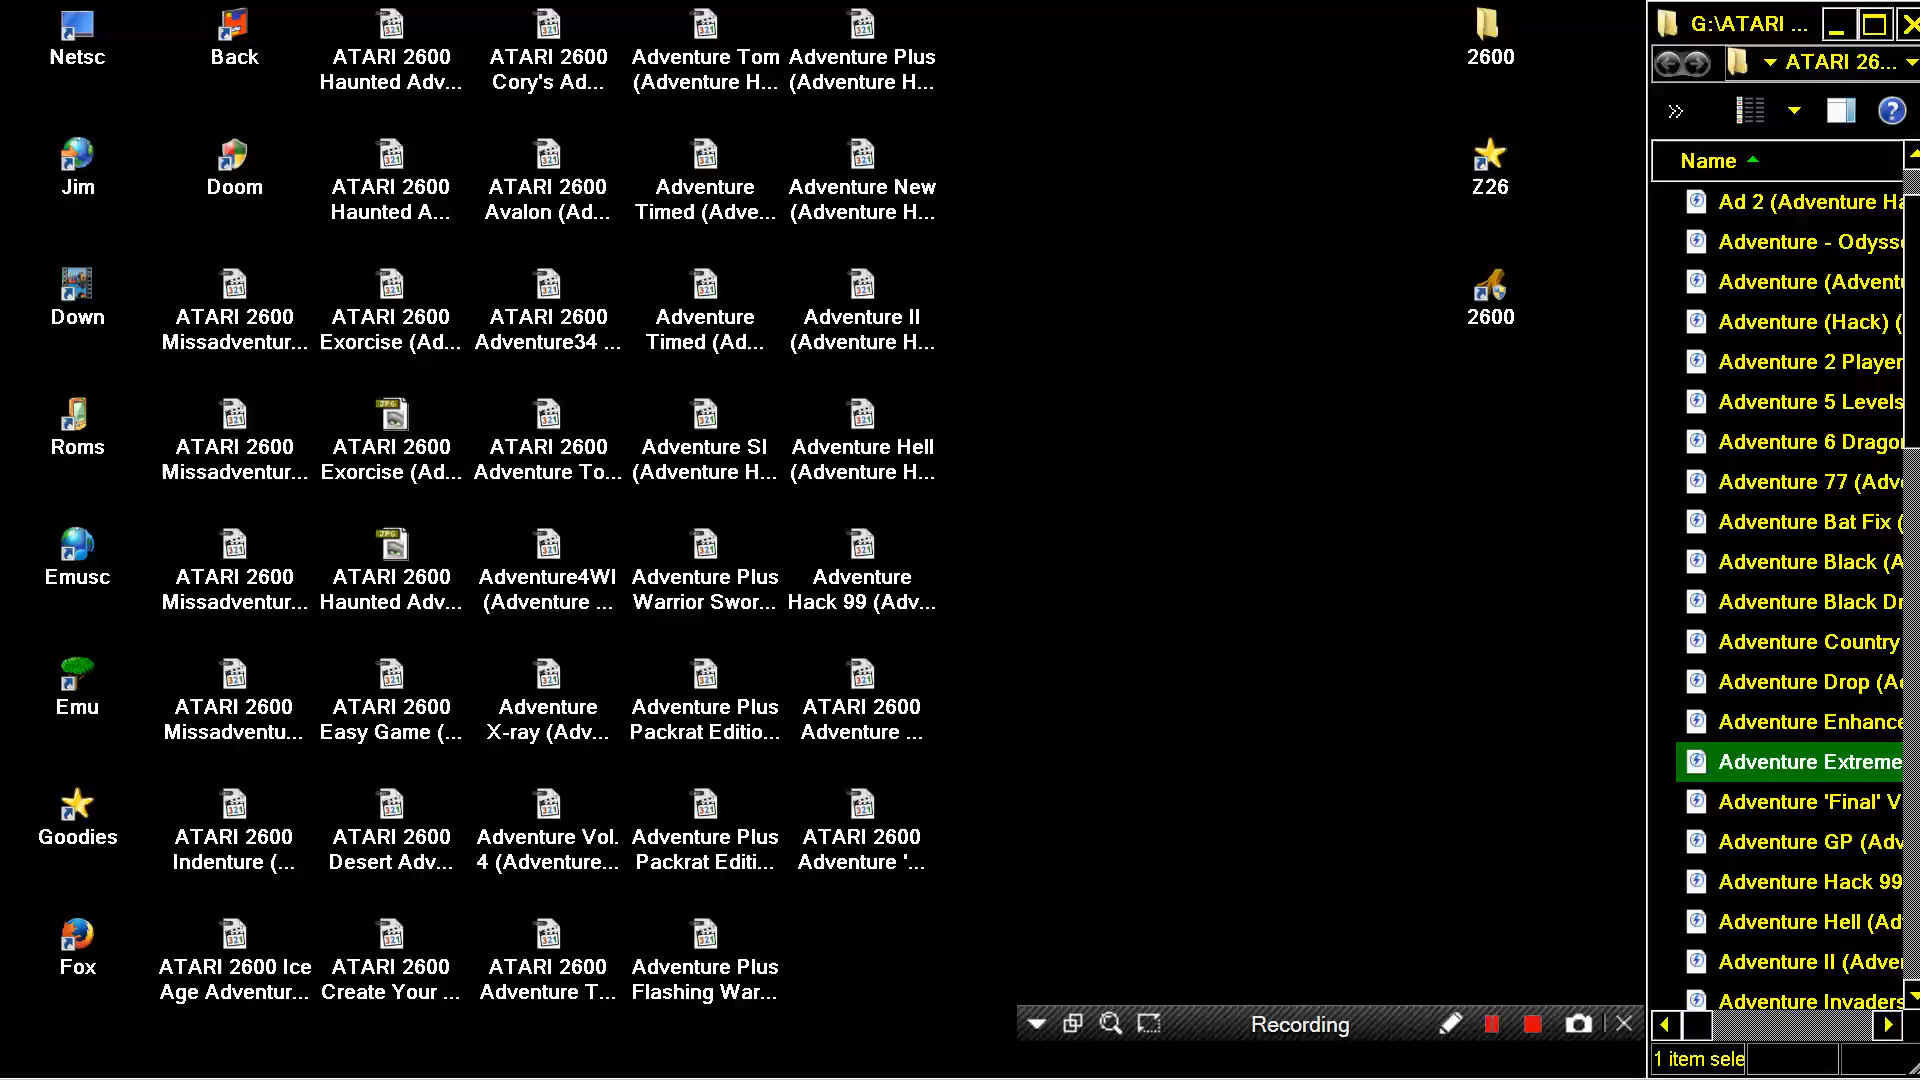 Netsc
Back
ATARI 2600
Haunted Adv...
ATARI 2600
Cory's Ad...
Adventure Tom
(Adventure H...
Adventure Plus
(Adventure H...
2600
Jim
Doom
ATARI 2600
Haunted A...
ATARI 2600
Avalon (Ad...
Adventure
Timed (Adve...
Adventure New
(Adventure H...
Z26
Down
ATARI 2600
Missadventur...
ATARI 2600
Exorcise (Ad...
ATARI 2600
Adventure34 ...
Adventure
Timed (Ad...
Adventure II
(Adventure H...
2600
Roms
ATARI 2600
Missadventur...
ATARI 2600
Exorcise (Ad...
ATARI 2600
Adventure To...
Adventure SI
(Adventure H...
Adventure Hell
(Adventure H...
Emusc
ATARI 2600
Missadventur...
ATARI 2600
Haunted Adv...
Adventure4WI
(Adventure ...
Adventure Plus
Warrior Swor...
Adventure
Hack 99 (Adv...
Emu
ATARI 2600
Missadventu...
ATARI 2600
Easy Game (...
Adventure
X-ray (Adv...
Adventure Plus
Packrat Editio...
ATARI 2600
Adventure ...
Goodies
ATARI 2600
Indenture (...
ATARI 2600
Desert Adv...
Adventure Vol.
4 (Adventure...
Adventure Plus
Packrat Editi...
ATARI 2600
Adventure '...
Fox
ATARI 2600 Ice
Age Adventur...
ATARI 2600
Create Your ...
ATARI 2600
Adventure T...
Adventure Plus
Flashing War...
Recording
G:\ATARI ...
ATARI 26...
Name
Ad 2 (Adventure Ha
Adventure - Odysse
Adventure (Adventu
Adventure (Hack) (
Adventure 2 Player
Adventure 5 Levels
Adventure 6 Dragon
Adventure 77 (Adve
Adventure Bat Fix (
Adventure Black (A
Adventure Black Dr
Adventure Country
Adventure Drop (Ad
Adventure Enhance
Adventure Extreme
Adventure 'Final' V
Adventure GP (Adv
Adventure Hack 99
Adventure Hell (Ad
Adventure II (Adver
Adventure Invaders
1 item sele